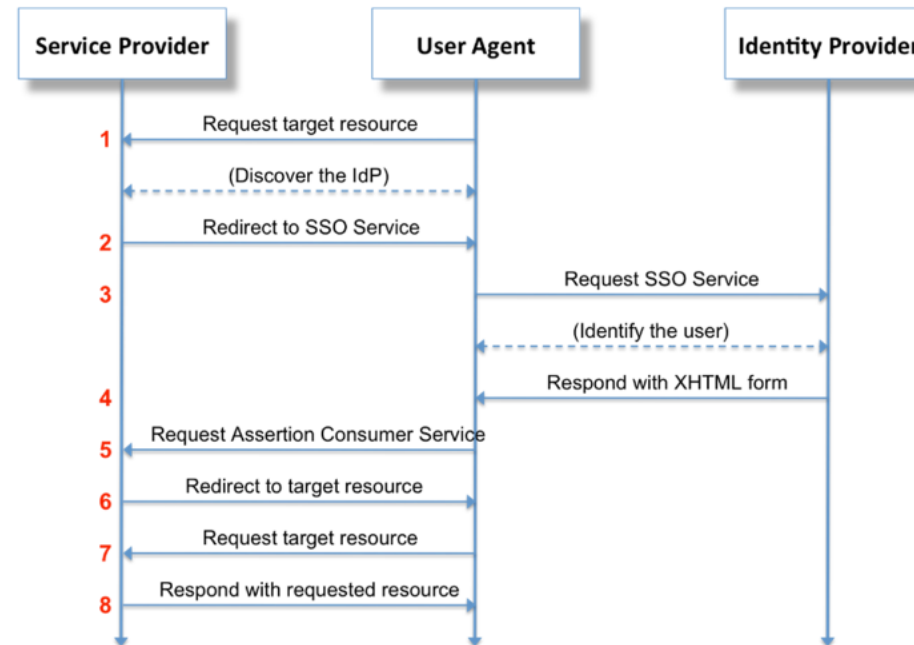 Service Provider
User Agent
Identity Provider
1
Request target resource
(Discover the IdP)
2
Redirect to SSO Service
3
Request SSO Service
(Identify the user)
4
Respond with XHTML form
5
Request Assertion Consumer Service
6
Redirect to target resource
7
Request target resource
8
Respond with requested resource